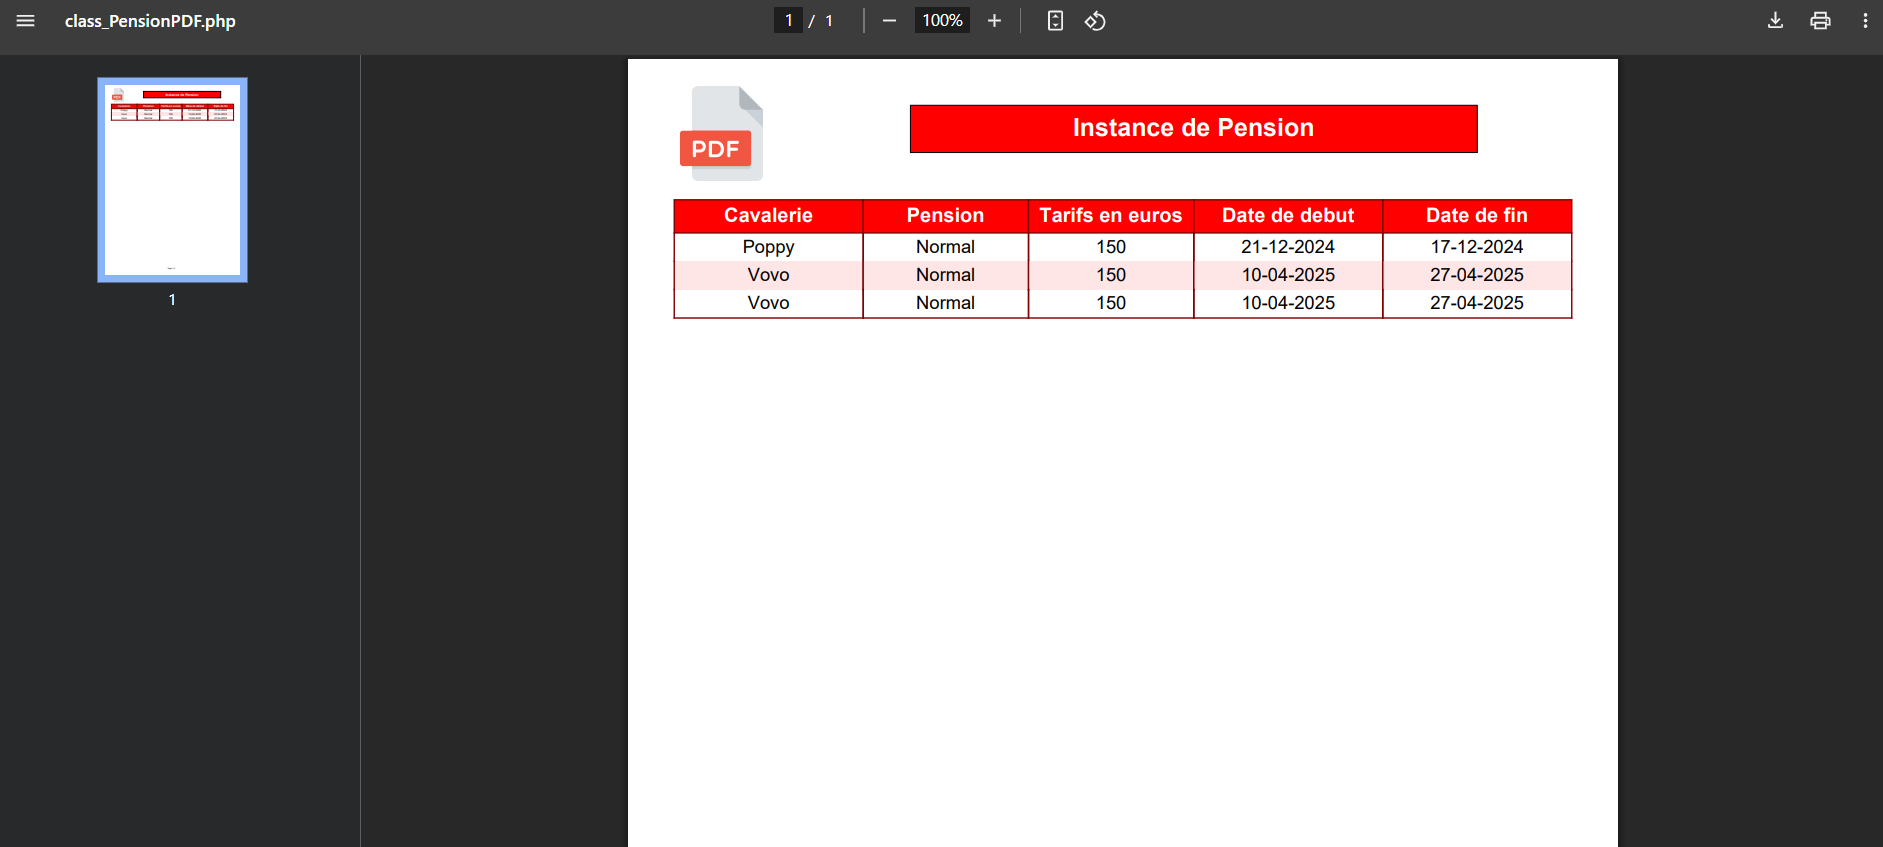 class_PensionPDF.php
1 / 1
100%
1
PDF
Instance de Pension
Cavalerie Pension Tarifs en euros Date de debut Date de fin
Poppy Normal 150 21-12-2024 17-12-2024
Vovo Normal 150 10-04-2025 27-04-2025
Vovo Normal 150 10-04-2025 27-04-2025